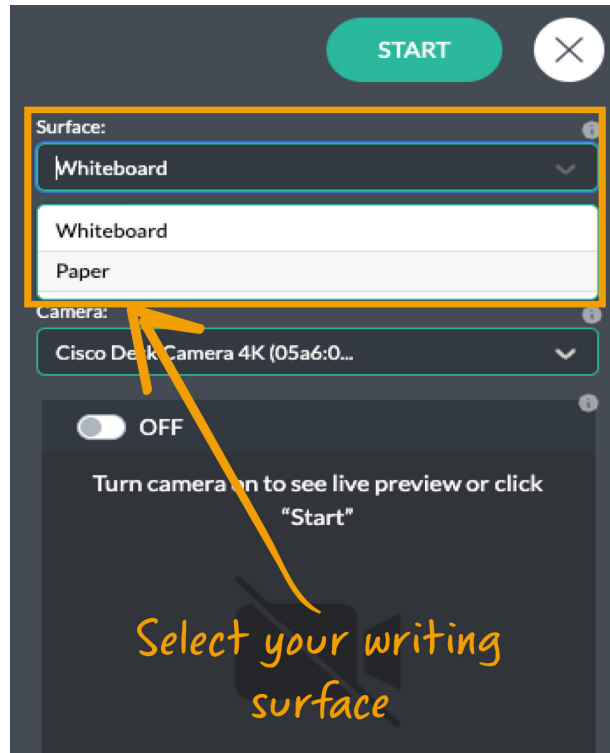 START
Surface:
Whiteboard
Whiteboard
Paper
Camera:
Cisco Desk Camera 4K (05a6:0...
OFF
Turn camera on to see live preview or click
“Start”
Select your writing
surface